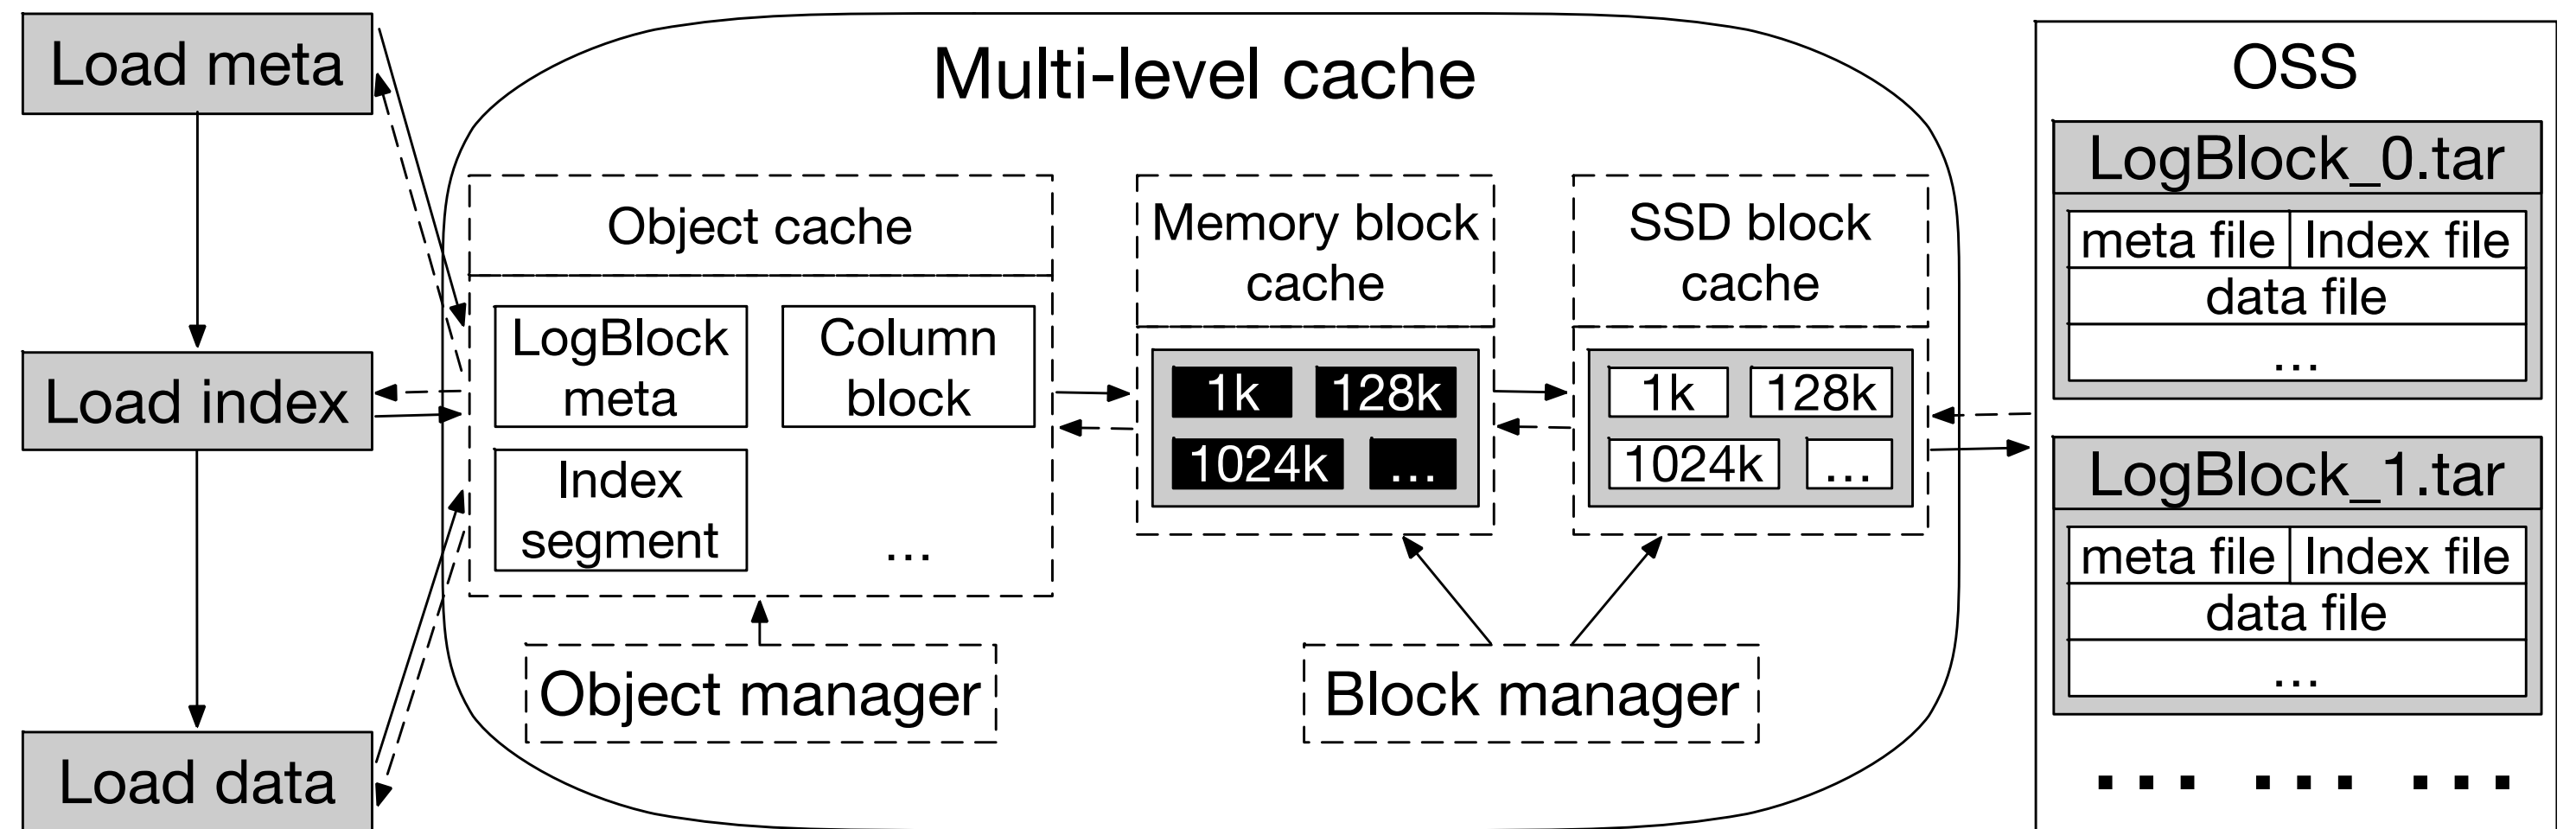 Load meta
Load index
Load data
Multi-level cache
Object cache
LogBlock
meta
Column
block
Index
segment
...
Object manager
Memory block
cache
1k
128k
1024k
...
SSD block
cache
1k
128k
1024k
...
Block manager
OSS
LogBlock_0.tar
meta file
Index file
data file
...
LogBlock_1.tar
meta file
Index file
data file
...
... ... ...